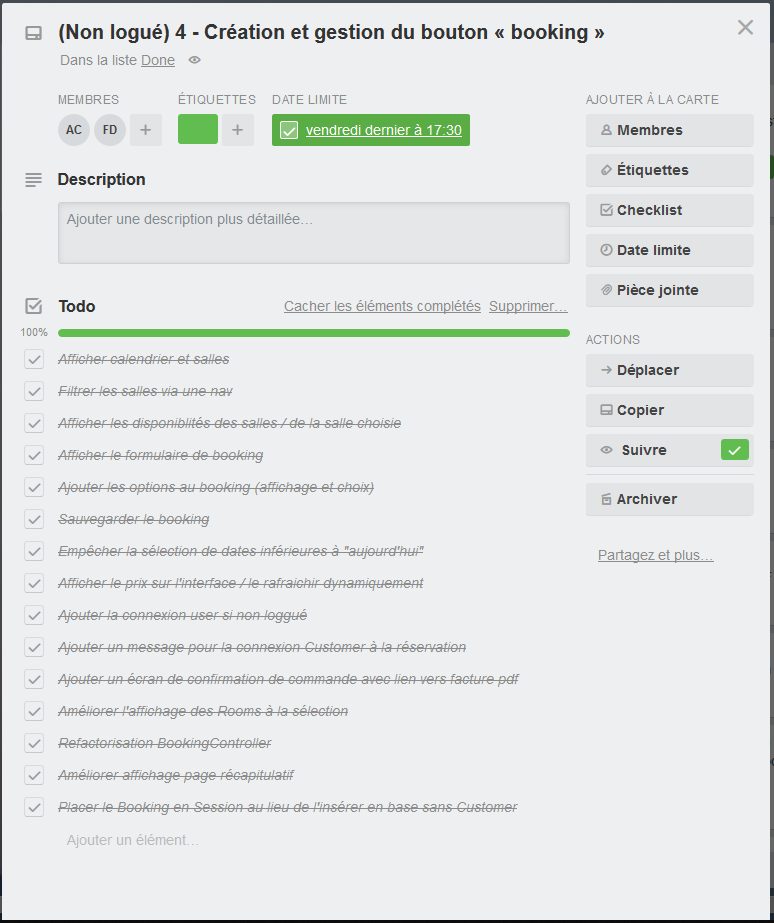 (Non logué) 4 - Création et gestion du bouton « booking »
Dans la liste Done
MEMBRES
AC FD +
ÉTIQUETTES
+
DATE LIMITE
vendredi dernier à 17:30
Description
Ajouter une description plus détaillée…
Todo
Cacher les éléments complétés Supprimer…
100%
Afficher calendrier et salles
Filtrer les salles via une nav
Afficher les disponiblités des salles / de la salle choisie
Afficher le formulaire de booking
Ajouter les options au booking (affichage et choix)
Sauvegarder le booking
Empêcher la sélection de dates inférieures à "aujourd'hui"
Afficher le prix sur l'interface / le rafraichir dynamiquement
Ajouter la connexion user si non loggué
Ajouter un message pour la connexion Customer à la réservation
Ajouter un écran de confirmation de commande avec lien vers facture pdf
Améliorer l'affichage des Rooms à la sélection
Refactorisation BookingController
Améliorer affichage page récapitulatif
Placer le Booking en Session au lieu de l'insérer en base sans Customer
Ajouter un élément…
AJOUTER À LA CARTE
Membres
Étiquettes
Checklist
Date limite
Pièce jointe
ACTIONS
Déplacer
Copier
Suivre
Archiver
Partagez et plus…